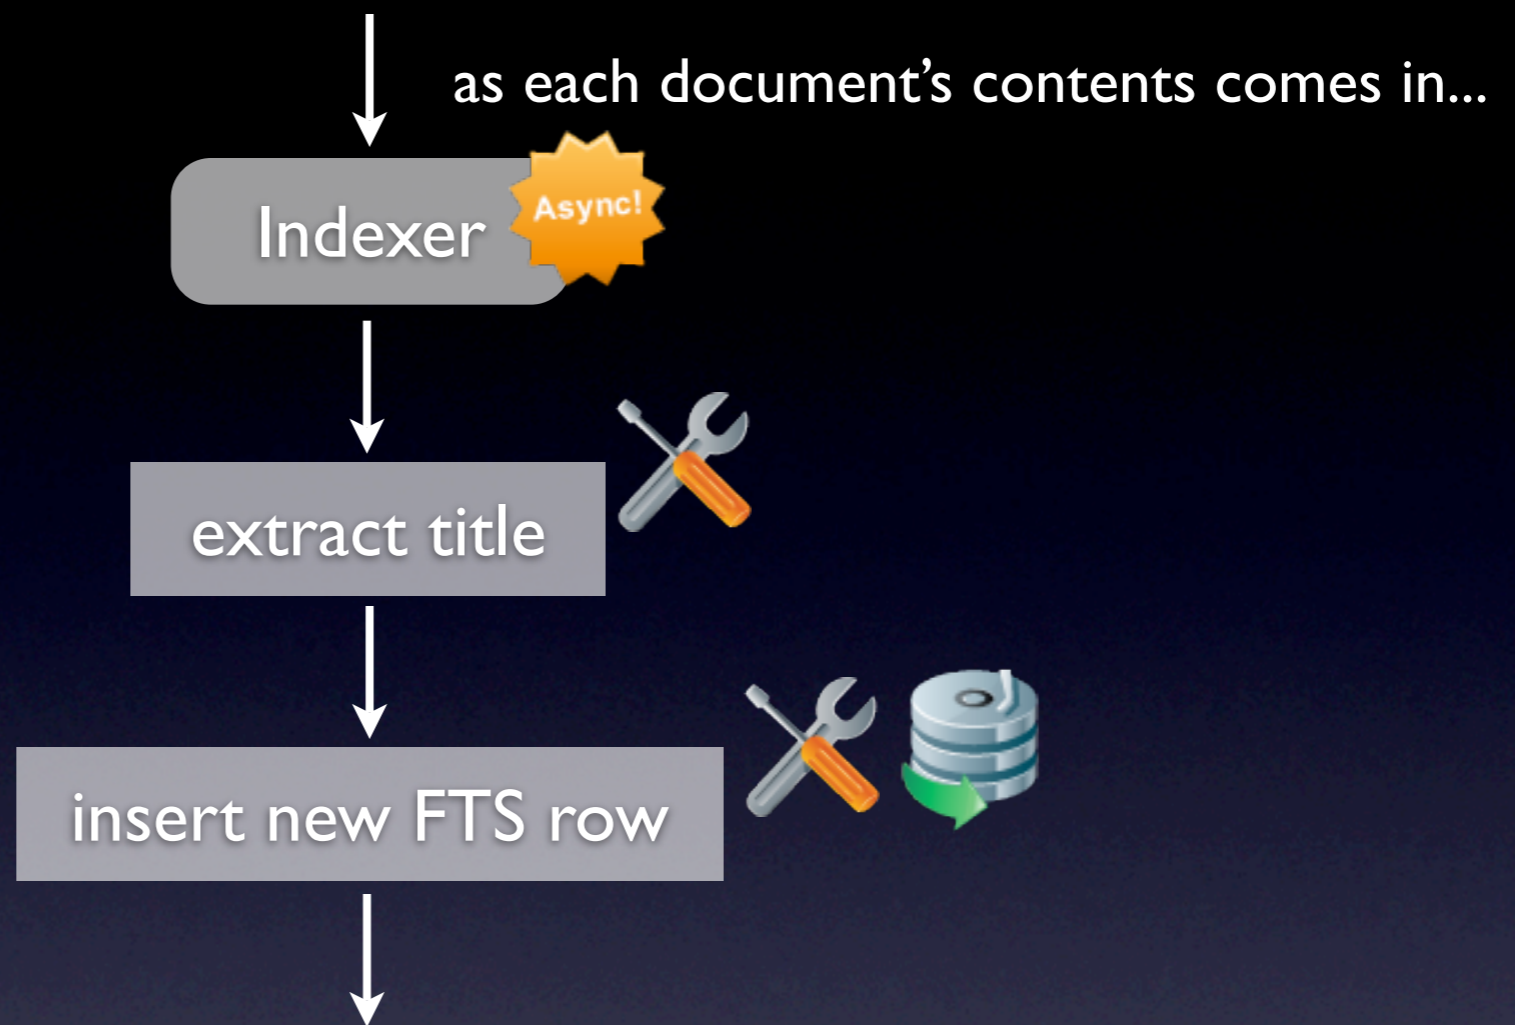 as each document’s contents comes in...
Indexer
Async!
extract title
insert new FTS row